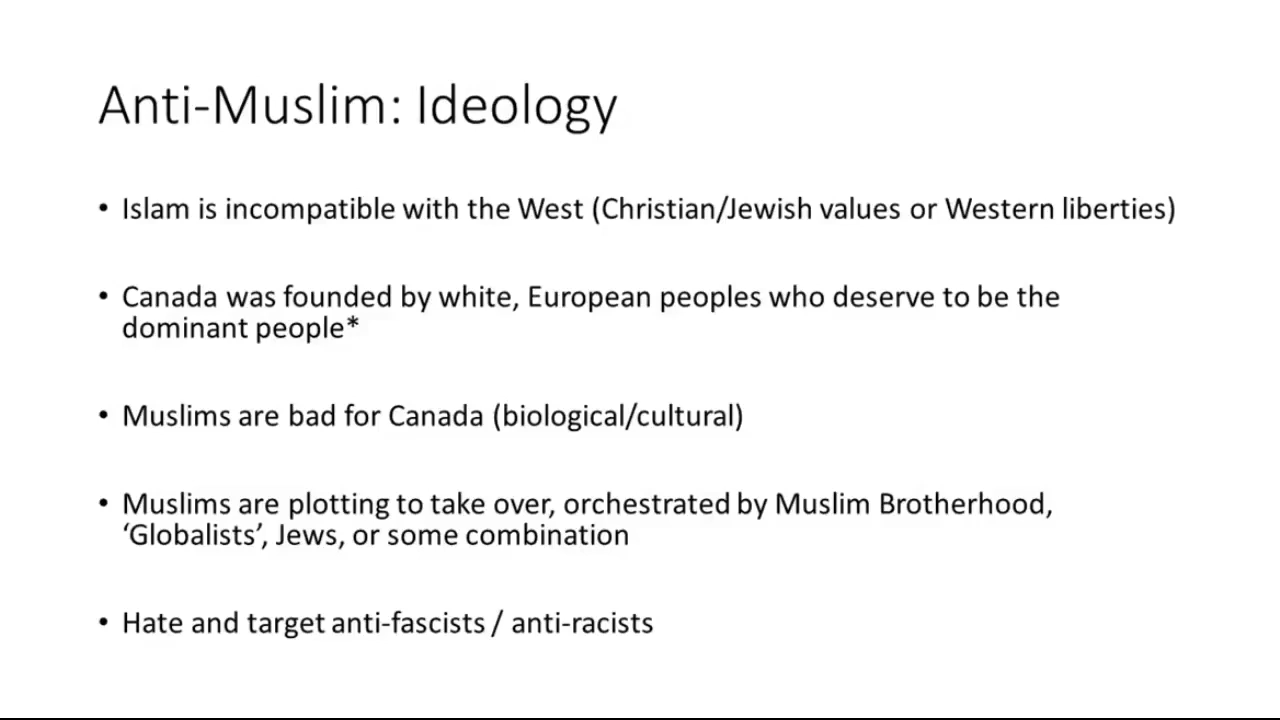 Anti-Muslim: Ideology
• Islam is incompatible with the West (Christian/Jewish values or Western liberties)
• Canada was founded by white, European peoples who deserve to be the
dominant people*
• Muslims are bad for Canada (biological/cultural)
• Muslims are plotting to take over, orchestrated by Muslim Brotherhood,
‘Globalists’, Jews, or some combination
• Hate and target anti-fascists / anti-racists